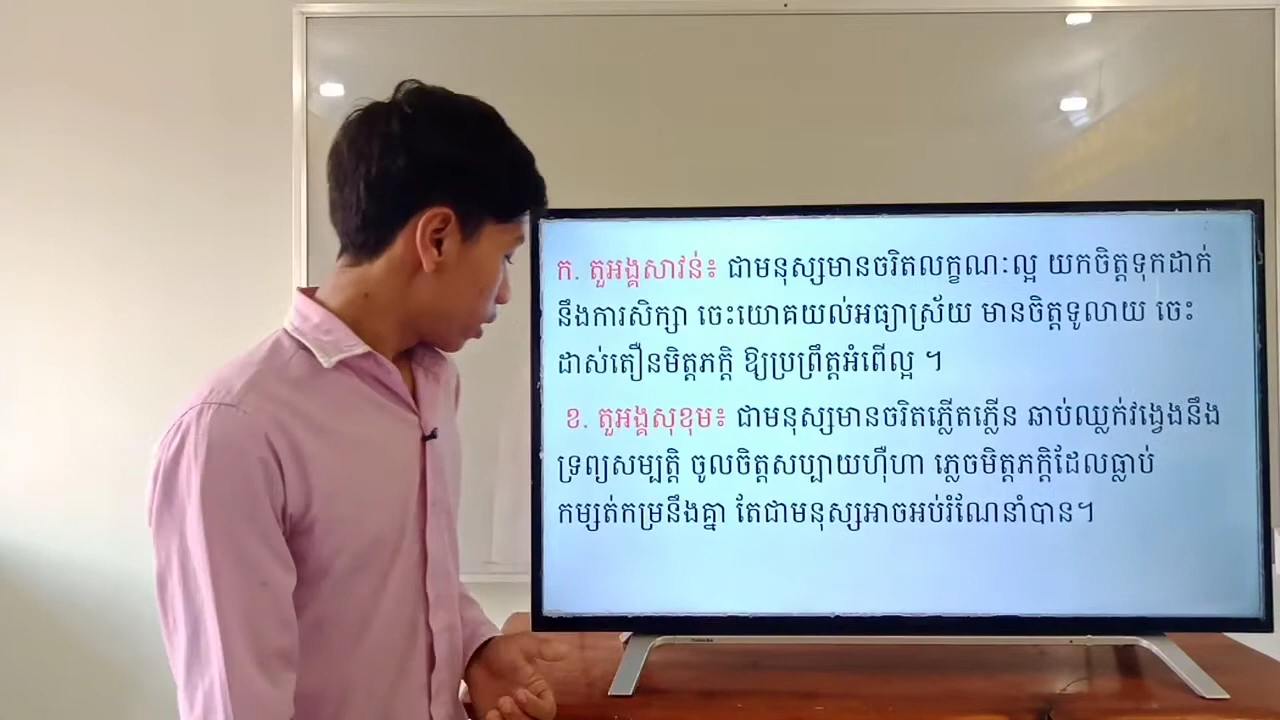 ក. តួអង្គសាវន់៖ ជាមនុស្សមានចរិតលក្ខណៈល្អ យកចិត្តទុកដាក់
នឹងការសិក្សា ចេះយោគយល់អធ្យាស្រ័យ មានចិត្តទូលាយ ចេះ
ដាស់តឿនមិត្តភក្តិ ឱ្យប្រព្រឹត្តអំពើល្អ ។
ខ. តួអង្គសុខុម៖ ជាមនុស្សមានចរិតភ្លើតភ្លើន ឆាប់ឈ្លក់វង្វេងនឹង
ទ្រព្យសម្បត្តិ ចូលចិត្តសប្បាយហ៊ឺហា ភ្លេចមិត្តភក្តិដែលធ្លាប់
កម្សត់កម្រនឹងគ្នា តែជាមនុស្សអាចអប់រំណែនាំបាន។